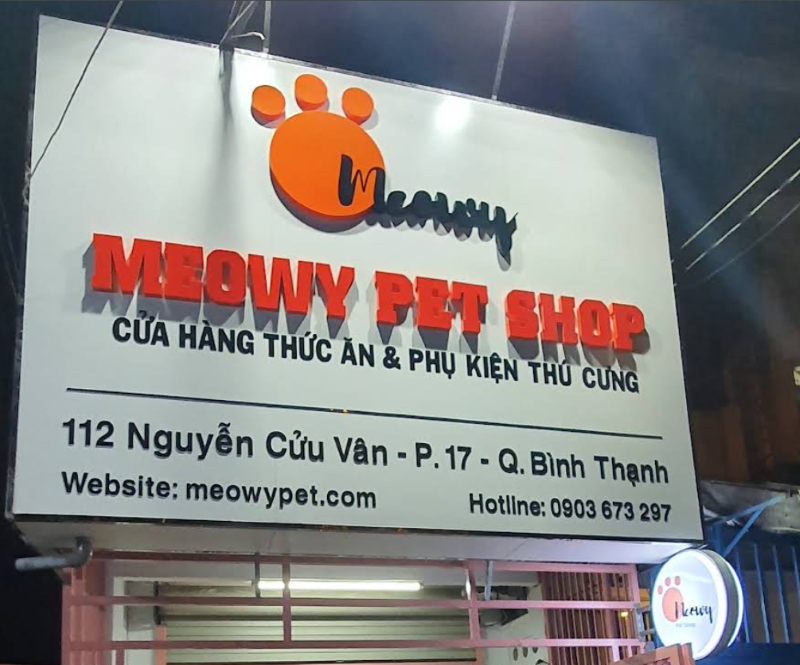 Meowy
MEOWY PET SHOP
CỬA HÀNG THỨC ĂN & PHỤ KIỆN THÚ CƯNG
112 Nguyễn Cửu Vân - P. 17 - Q. Bình Thạnh
Website: meowypet.com
Hotline: 0903 673 297
Meowy